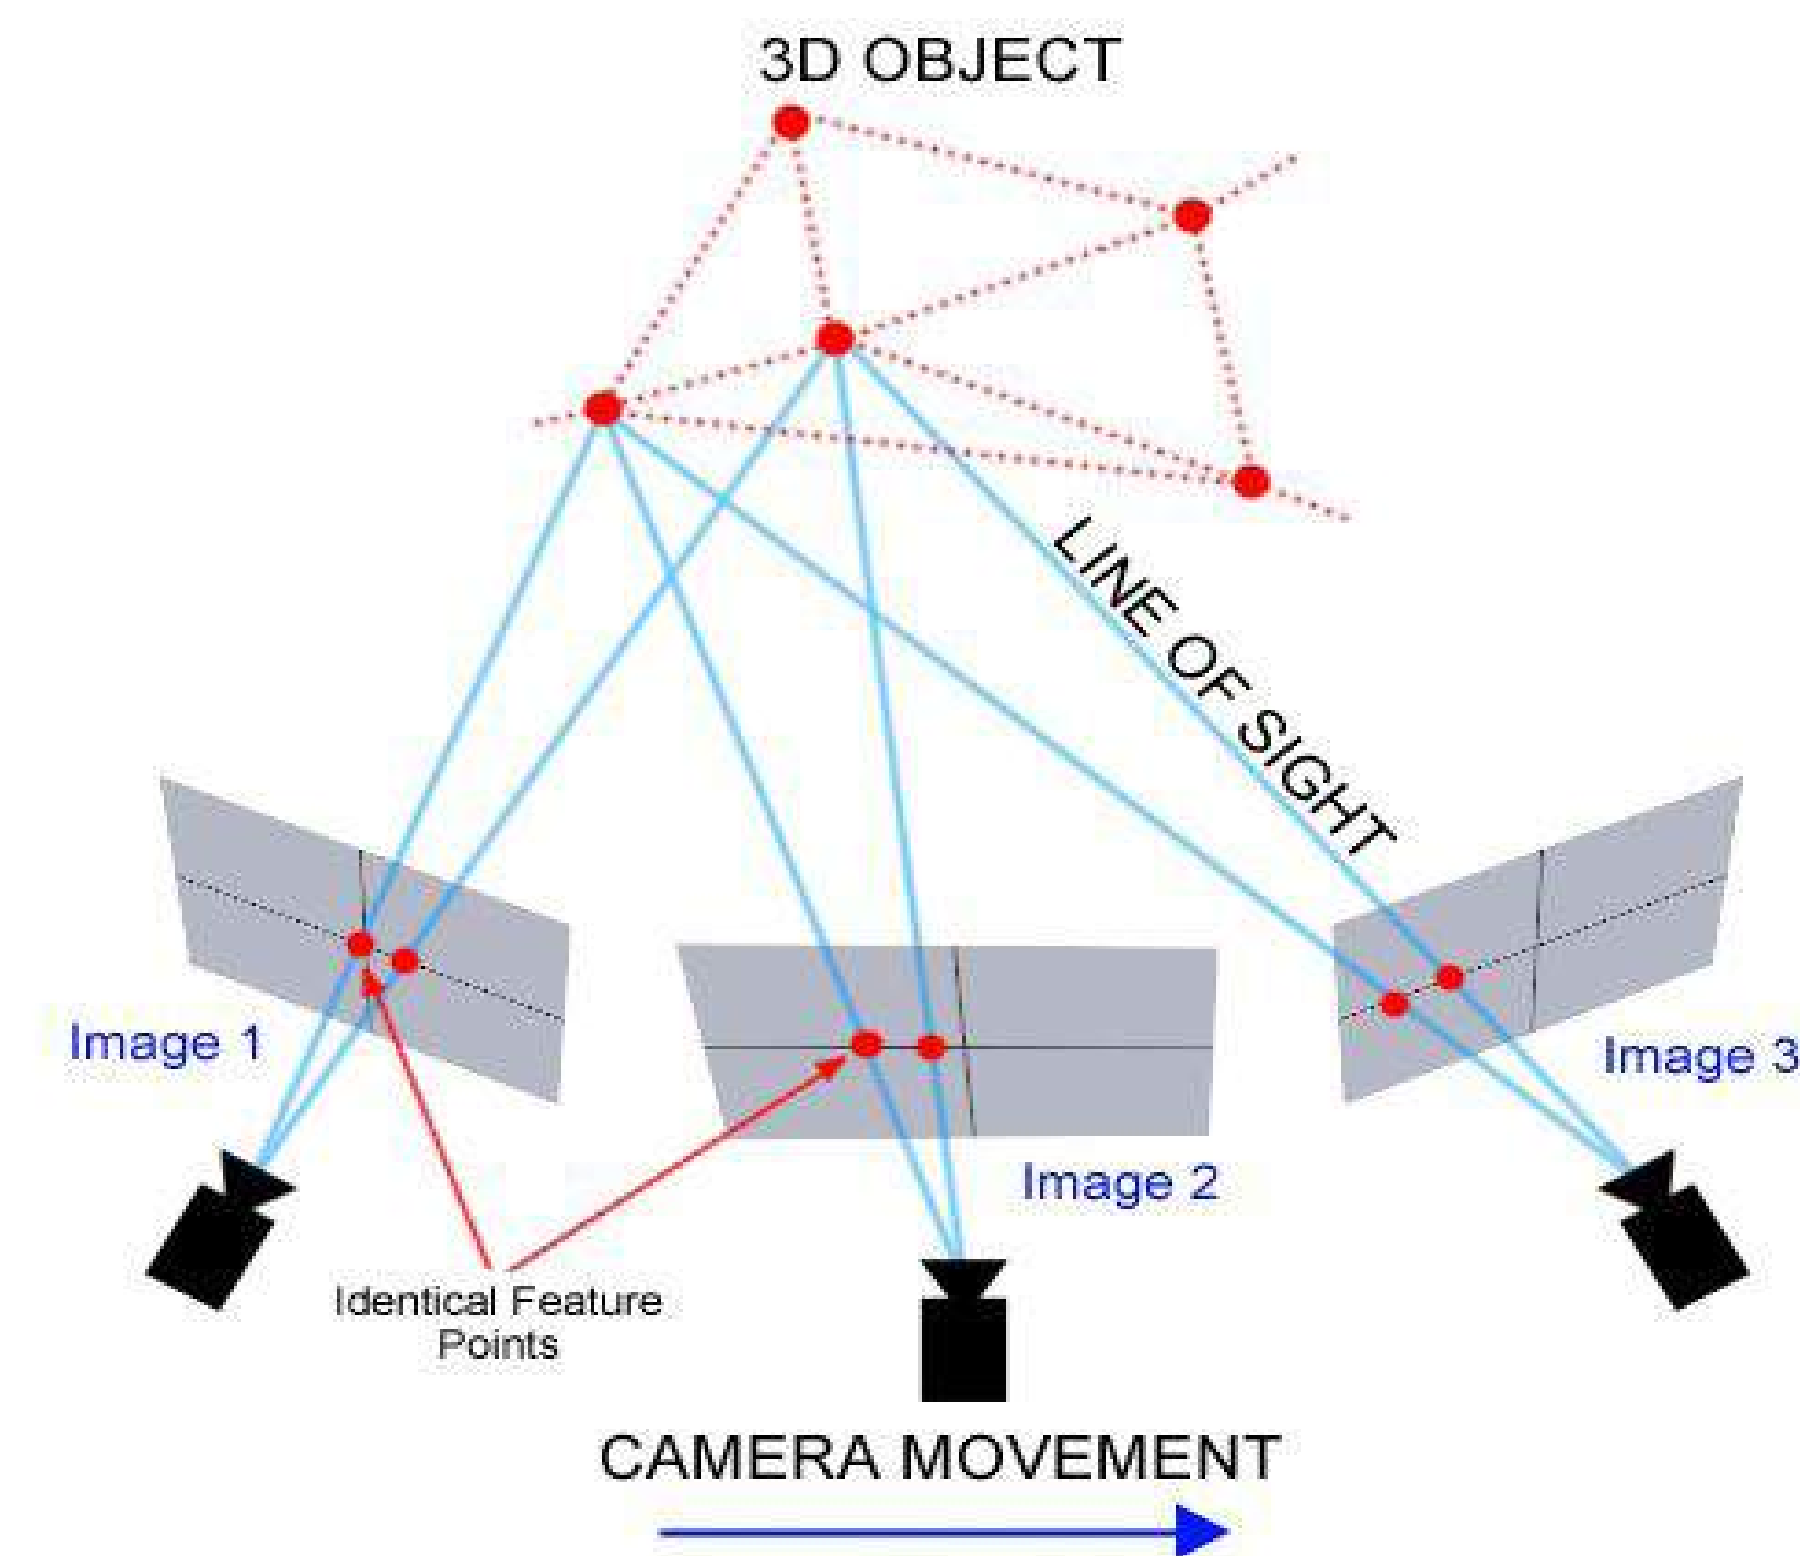 3D OBJECT
LINE OF SIGHT
Image 1
Image 3
Image 2
Identical Feature
Points
CAMERA MOVEMENT